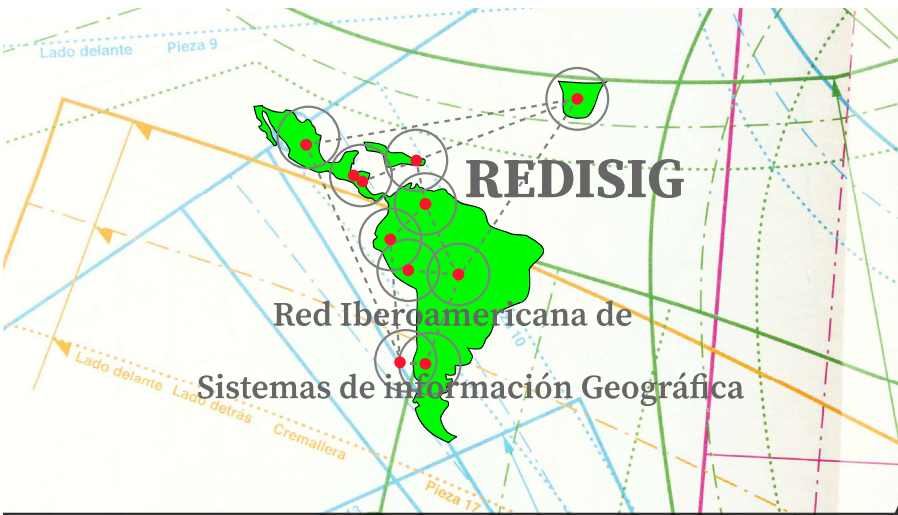 Lado delante Pieza 9
REDISIG
Red Iberoamericana de
10
Sistemas de información Geográfica
Lado delante Lado detrás Cremallera
Pieza 17